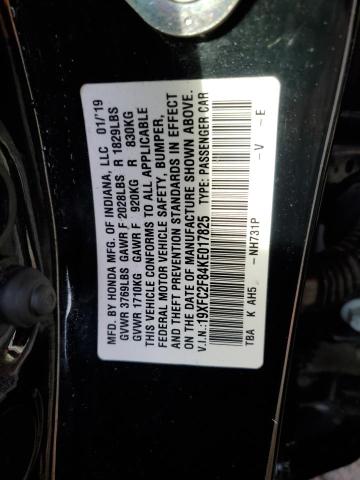 MFD. BY HONDA MFG. OF INDIANA, LLC 01/'19
GVWR 3769LBS GAWR F 2028LBS R 1829LBS
GVWR 1710KG GAWR F 920KG R 830KG
THIS VEHICLE CONFORMS TO ALL APPLICABLE
FEDERAL MOTOR VEHICLE SAFETY, BUMPER,
AND THEFT PREVENTION STANDARDS IN EFFECT
ON THE DATE OF MANUFACTURE SHOWN ABOVE.
V.I.N.:19XFC2F84KE017825 TYPE: PASSENGER CAR
TBA K AH5 -NH731P -V -E